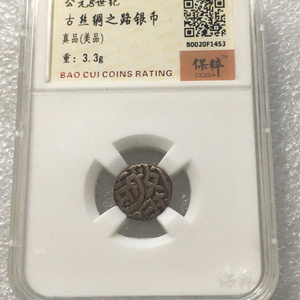 公元8世纪
古丝绸之路银币
真品(美品)
重: 3.3g
B0020F1453
保粹
CCGA
BAO CUI COINS RATING